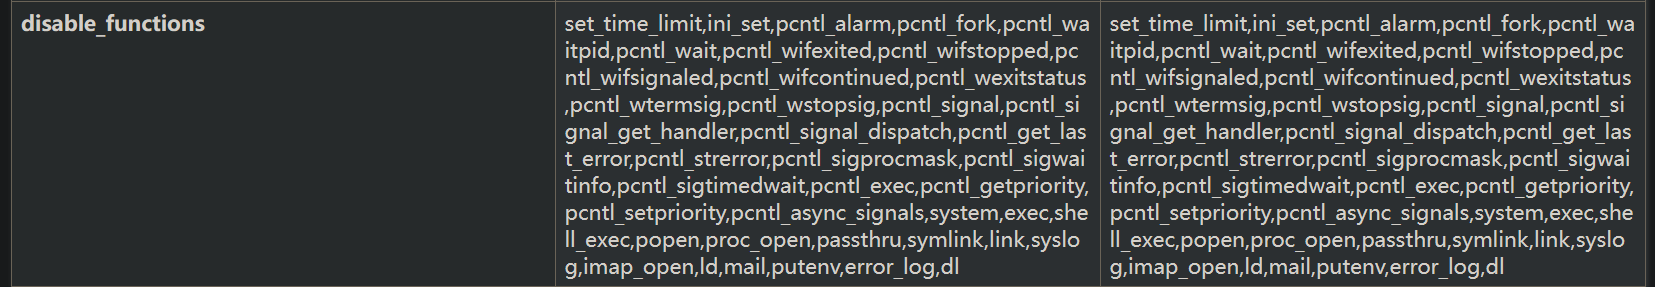 disable_functions
set_time_limit,ini_set,pcntl_alarm,pcntl_fork,pcntl_wa
itpid,pcntl_wait,pcntl_wifexited,pcntl_wifstopped,pc
ntl_wifsignaled,pcntl_wifcontinued,pcntl_wexitstatus
,pcntl_wtermsig,pcntl_wstopsig,pcntl_signal,pcntl_si
gnal_get_handler,pcntl_signal_dispatch,pcntl_get_las
t_error,pcntl_strerror,pcntl_sigprocmask,pcntl_sigwai
tinfo,pcntl_sigtimedwait,pcntl_exec,pcntl_getpriority,
pcntl_setpriority,pcntl_async_signals,system,exec,she
ll_exec,popen,proc_open,passthru,symlink,link,syslo
g,imap_open,ld,mail,putenv,error_log,dl
set_time_limit,ini_set,pcntl_alarm,pcntl_fork,pcntl_wa
itpid,pcntl_wait,pcntl_wifexited,pcntl_wifstopped,pc
ntl_wifsignaled,pcntl_wifcontinued,pcntl_wexitstatus
,pcntl_wtermsig,pcntl_wstopsig,pcntl_signal,pcntl_si
gnal_get_handler,pcntl_signal_dispatch,pcntl_get_las
t_error,pcntl_strerror,pcntl_sigprocmask,pcntl_sigwai
tinfo,pcntl_sigtimedwait,pcntl_exec,pcntl_getpriority,
pcntl_setpriority,pcntl_async_signals,system,exec,she
ll_exec,popen,proc_open,passthru,symlink,link,syslo
g,imap_open,ld,mail,putenv,error_log,dl